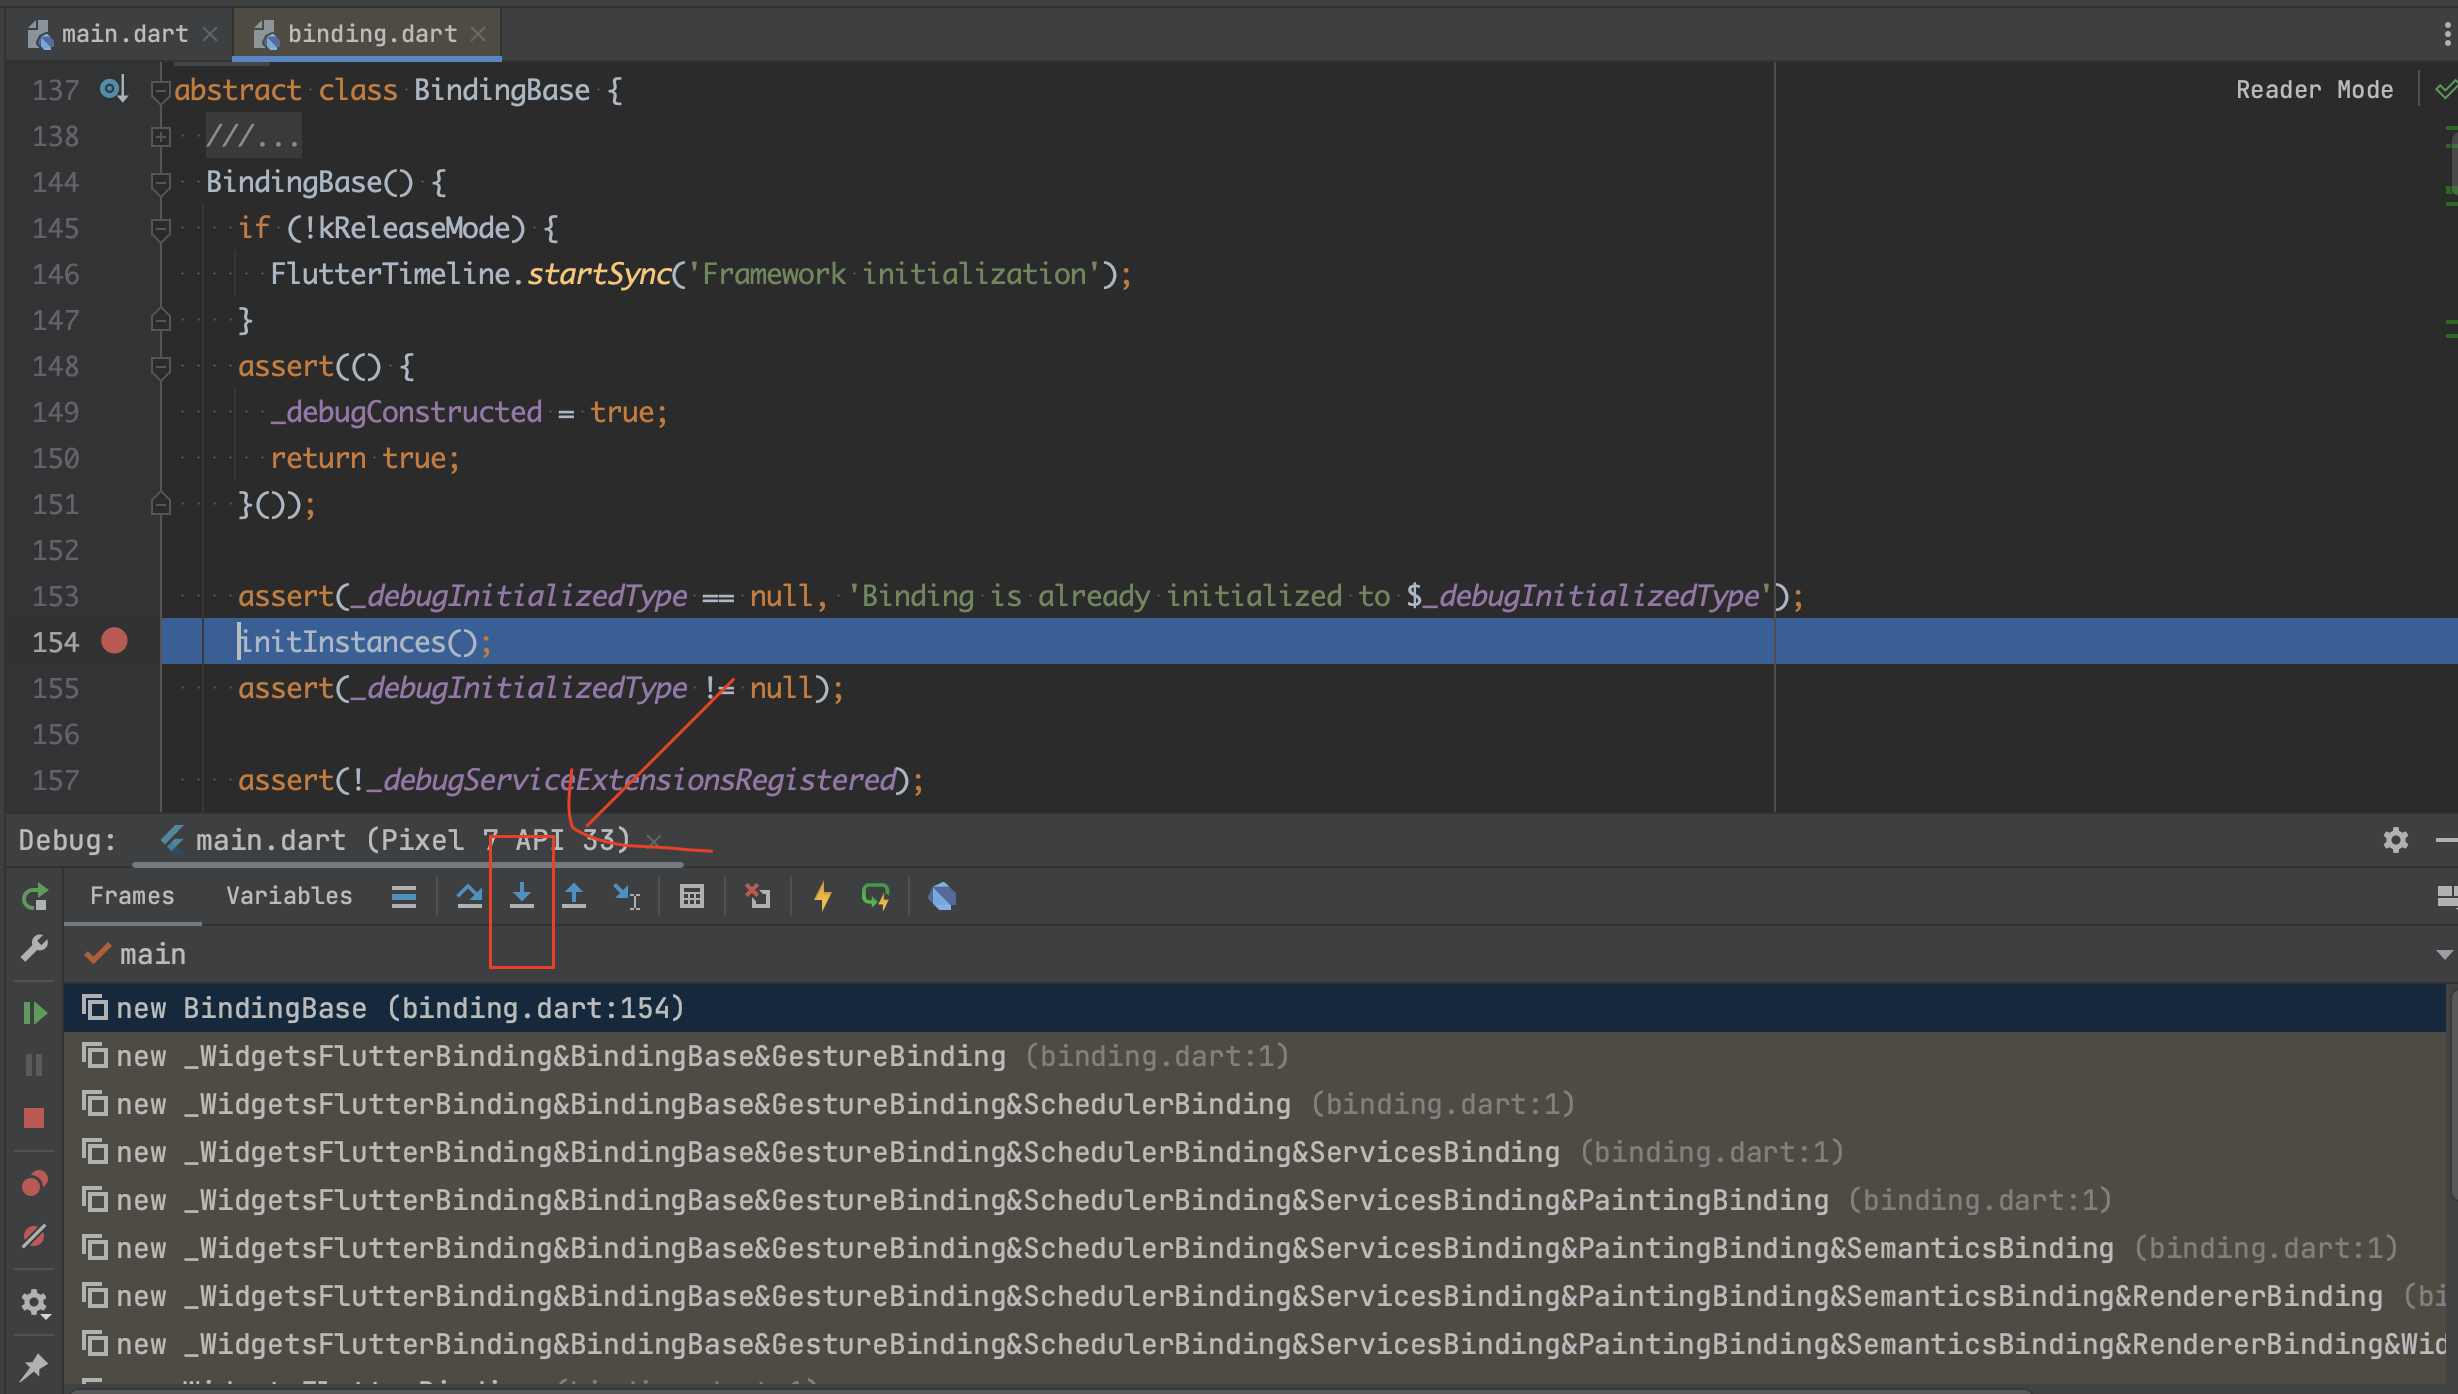 main.dart
binding.dart
Reader Mode
137 abstract class BindingBase {
138 ///...
144 BindingBase() {
145 if (!kReleaseMode) {
146 FlutterTimeline.startSync('Framework initialization');
147 }
148 assert(() {
149 _debugConstructed = true;
150 return true;
151 }());
152
153 assert(_debugInitializedType == null, 'Binding is already initialized to $_debugInitializedType');
154 initInstances();
155 assert(_debugInitializedType != null);
156
157 assert(!_debugServiceExtensionsRegistered);
Debug: main.dart (Pixel 7 API 33)
Frames Variables
main
new BindingBase (binding.dart:154)
new _WidgetsFlutterBinding&BindingBase&GestureBinding (binding.dart:1)
new _WidgetsFlutterBinding&BindingBase&GestureBinding&SchedulerBinding (binding.dart:1)
new _WidgetsFlutterBinding&BindingBase&GestureBinding&SchedulerBinding&ServicesBinding (binding.dart:1)
new _WidgetsFlutterBinding&BindingBase&GestureBinding&SchedulerBinding&ServicesBinding&PaintingBinding (binding.dart:1)
new _WidgetsFlutterBinding&BindingBase&GestureBinding&SchedulerBinding&ServicesBinding&PaintingBinding&SemanticsBinding (binding.dart:1)
new _WidgetsFlutterBinding&BindingBase&GestureBinding&SchedulerBinding&ServicesBinding&PaintingBinding&SemanticsBinding&RendererBinding (bi
new _WidgetsFlutterBinding&BindingBase&GestureBinding&SchedulerBinding&ServicesBinding&PaintingBinding&SemanticsBinding&RendererBinding&Wid